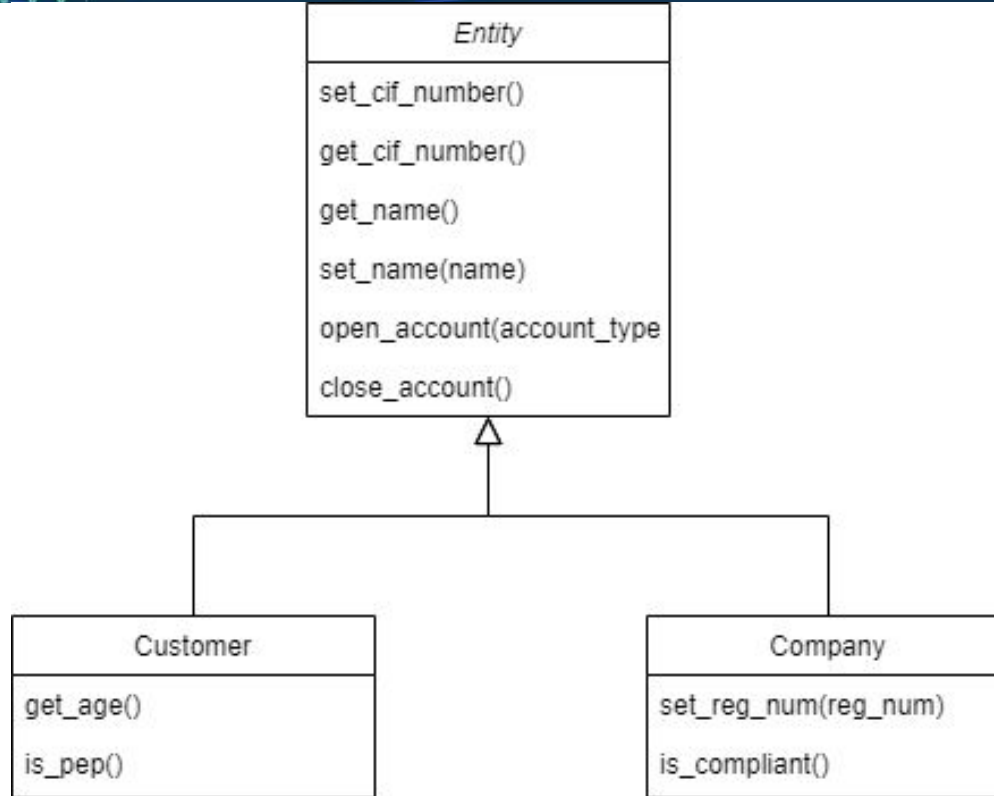 Entity
set_cif_number()
get_cif_number()
get_name()
set_name(name)
open_account(account_type
close_account()
Customer
get_age()
is_pep()
Company
set_reg_num(reg_num)
is_compliant()